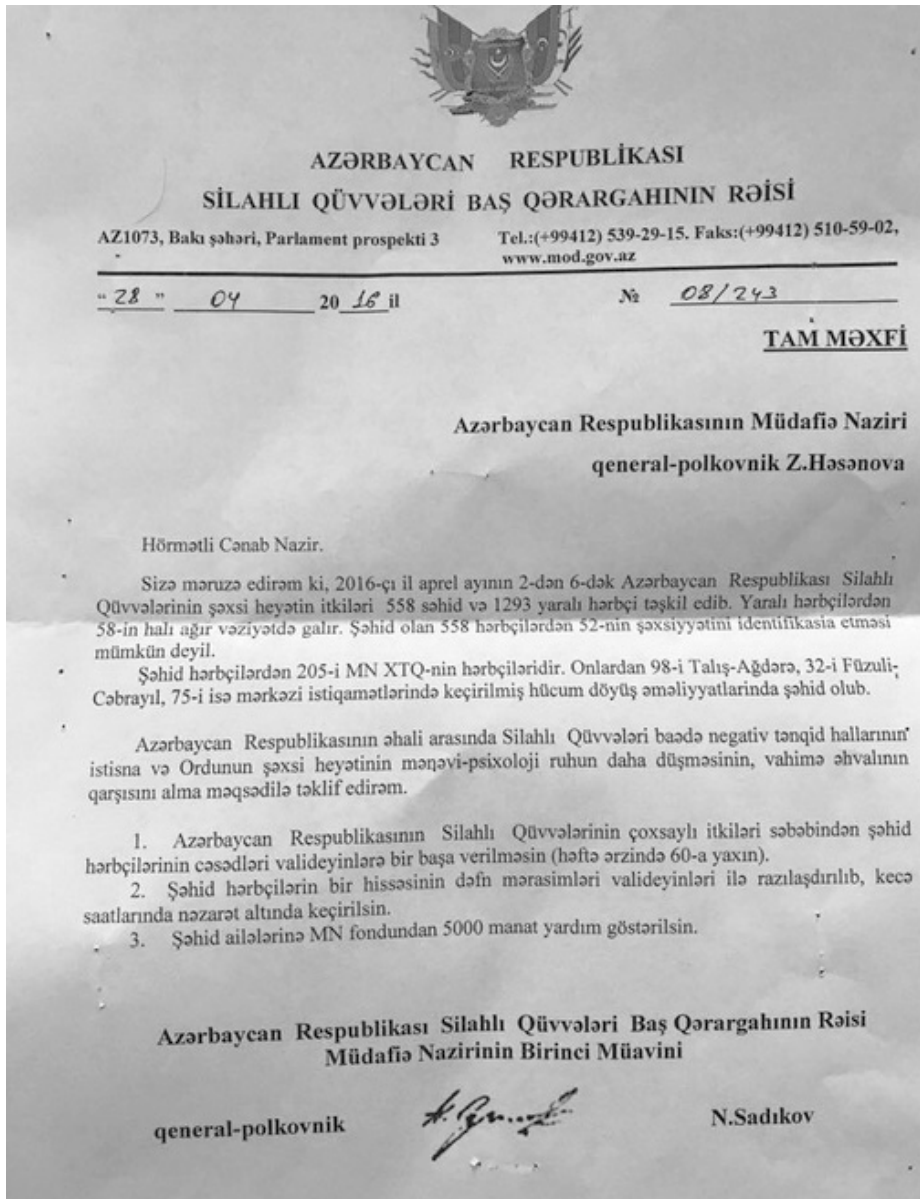 AZƏRBAYCAN RESPUBLİKASI
SİLAHLI QÜVVƏLƏRİ BAŞ QƏRARGAHININ RƏİSİ
AZ1073, Bakı şəhəri, Parlament prospekti 3 Tel.:(+99412) 539-29-15. Faks:(+99412) 510-59-02,
www.mod.gov.az
“ 28 ” 04 20 16 il № 08/243
TAM MƏXFİ
Azərbaycan Respublikasının Müdafiə Naziri
qeneral-polkovnik Z.Həsənova
Hörmətli Cənab Nazir.
Sizə məruzə edirəm ki, 2016-çı il aprel ayının 2-dən 6-dək Azərbaycan Respublikası Silahlı
Qüvvələrinin şəxsi heyətin itkiləri 558 səhid və 1293 yaralı hərbçi təşkil edib. Yaralı hərbçilərdən
58-in halı ağır vəziyətdə galır. Şəhid olan 558 hərbçilərdən 52-nin şəxsiyyətini identifikasia etməsi
mümkün deyil.
Şəhid hərbçilərdən 205-i MN XTQ-nin hərbçiləridir. Onlardan 98-i Talış-Ağdərə, 32-i Füzuli-
Cəbrayıl, 75-i isə mərkəzi istiqamətlərində keçirilmiş hücum döyüş əməliyyatlarinda şəhid olub.
Azərbaycan Respublikasının əhali arasında Silahlı Qüvvələri baədə negativ tənqid hallarının
istisna və Ordunun şəxsi heyətinin mənəvi-psixoloji ruhun daha düşməsinin, vahimə əhvalının
qarşısını alma məqsədilə təklif edirəm.
1. Azərbaycan Respublikasının Silahlı Qüvvələrinin çoxsaylı itkiləri səbəbindən şəhid
hərbçilərinin cəsədləri valideyinlərə bir başa verilməsin (həftə ərzində 60-a yaxın).
2. Şəhid hərbçilərin bir hissəsinin dəfn mərasimləri valideyinləri ilə razılaşdırılıb, kecə
saatlarında nəzarət altında keçirilsin.
3. Şəhid ailələrinə MN fondundan 5000 manat yardım göstərilsin.
Azərbaycan Respublikası Silahlı Qüvvələri Baş Qərargahının Rəisi
Müdafiə Nazirinin Birinci Müavini
qeneral-polkovnik N.Sadıkov